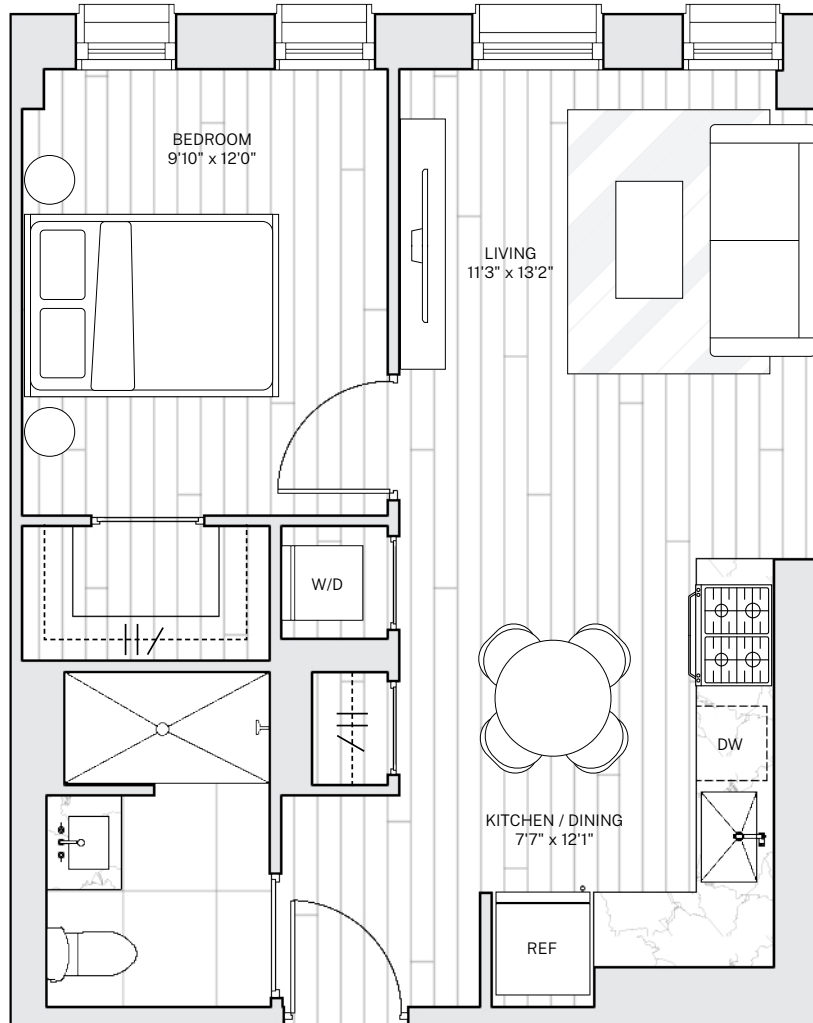 BEDROOM
9'10" x 12'0"
LIVING
11'3" x 13'2"
W/D
DW
KITCHEN / DINING
7'7" x 12'1"
REF